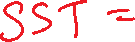 SST =